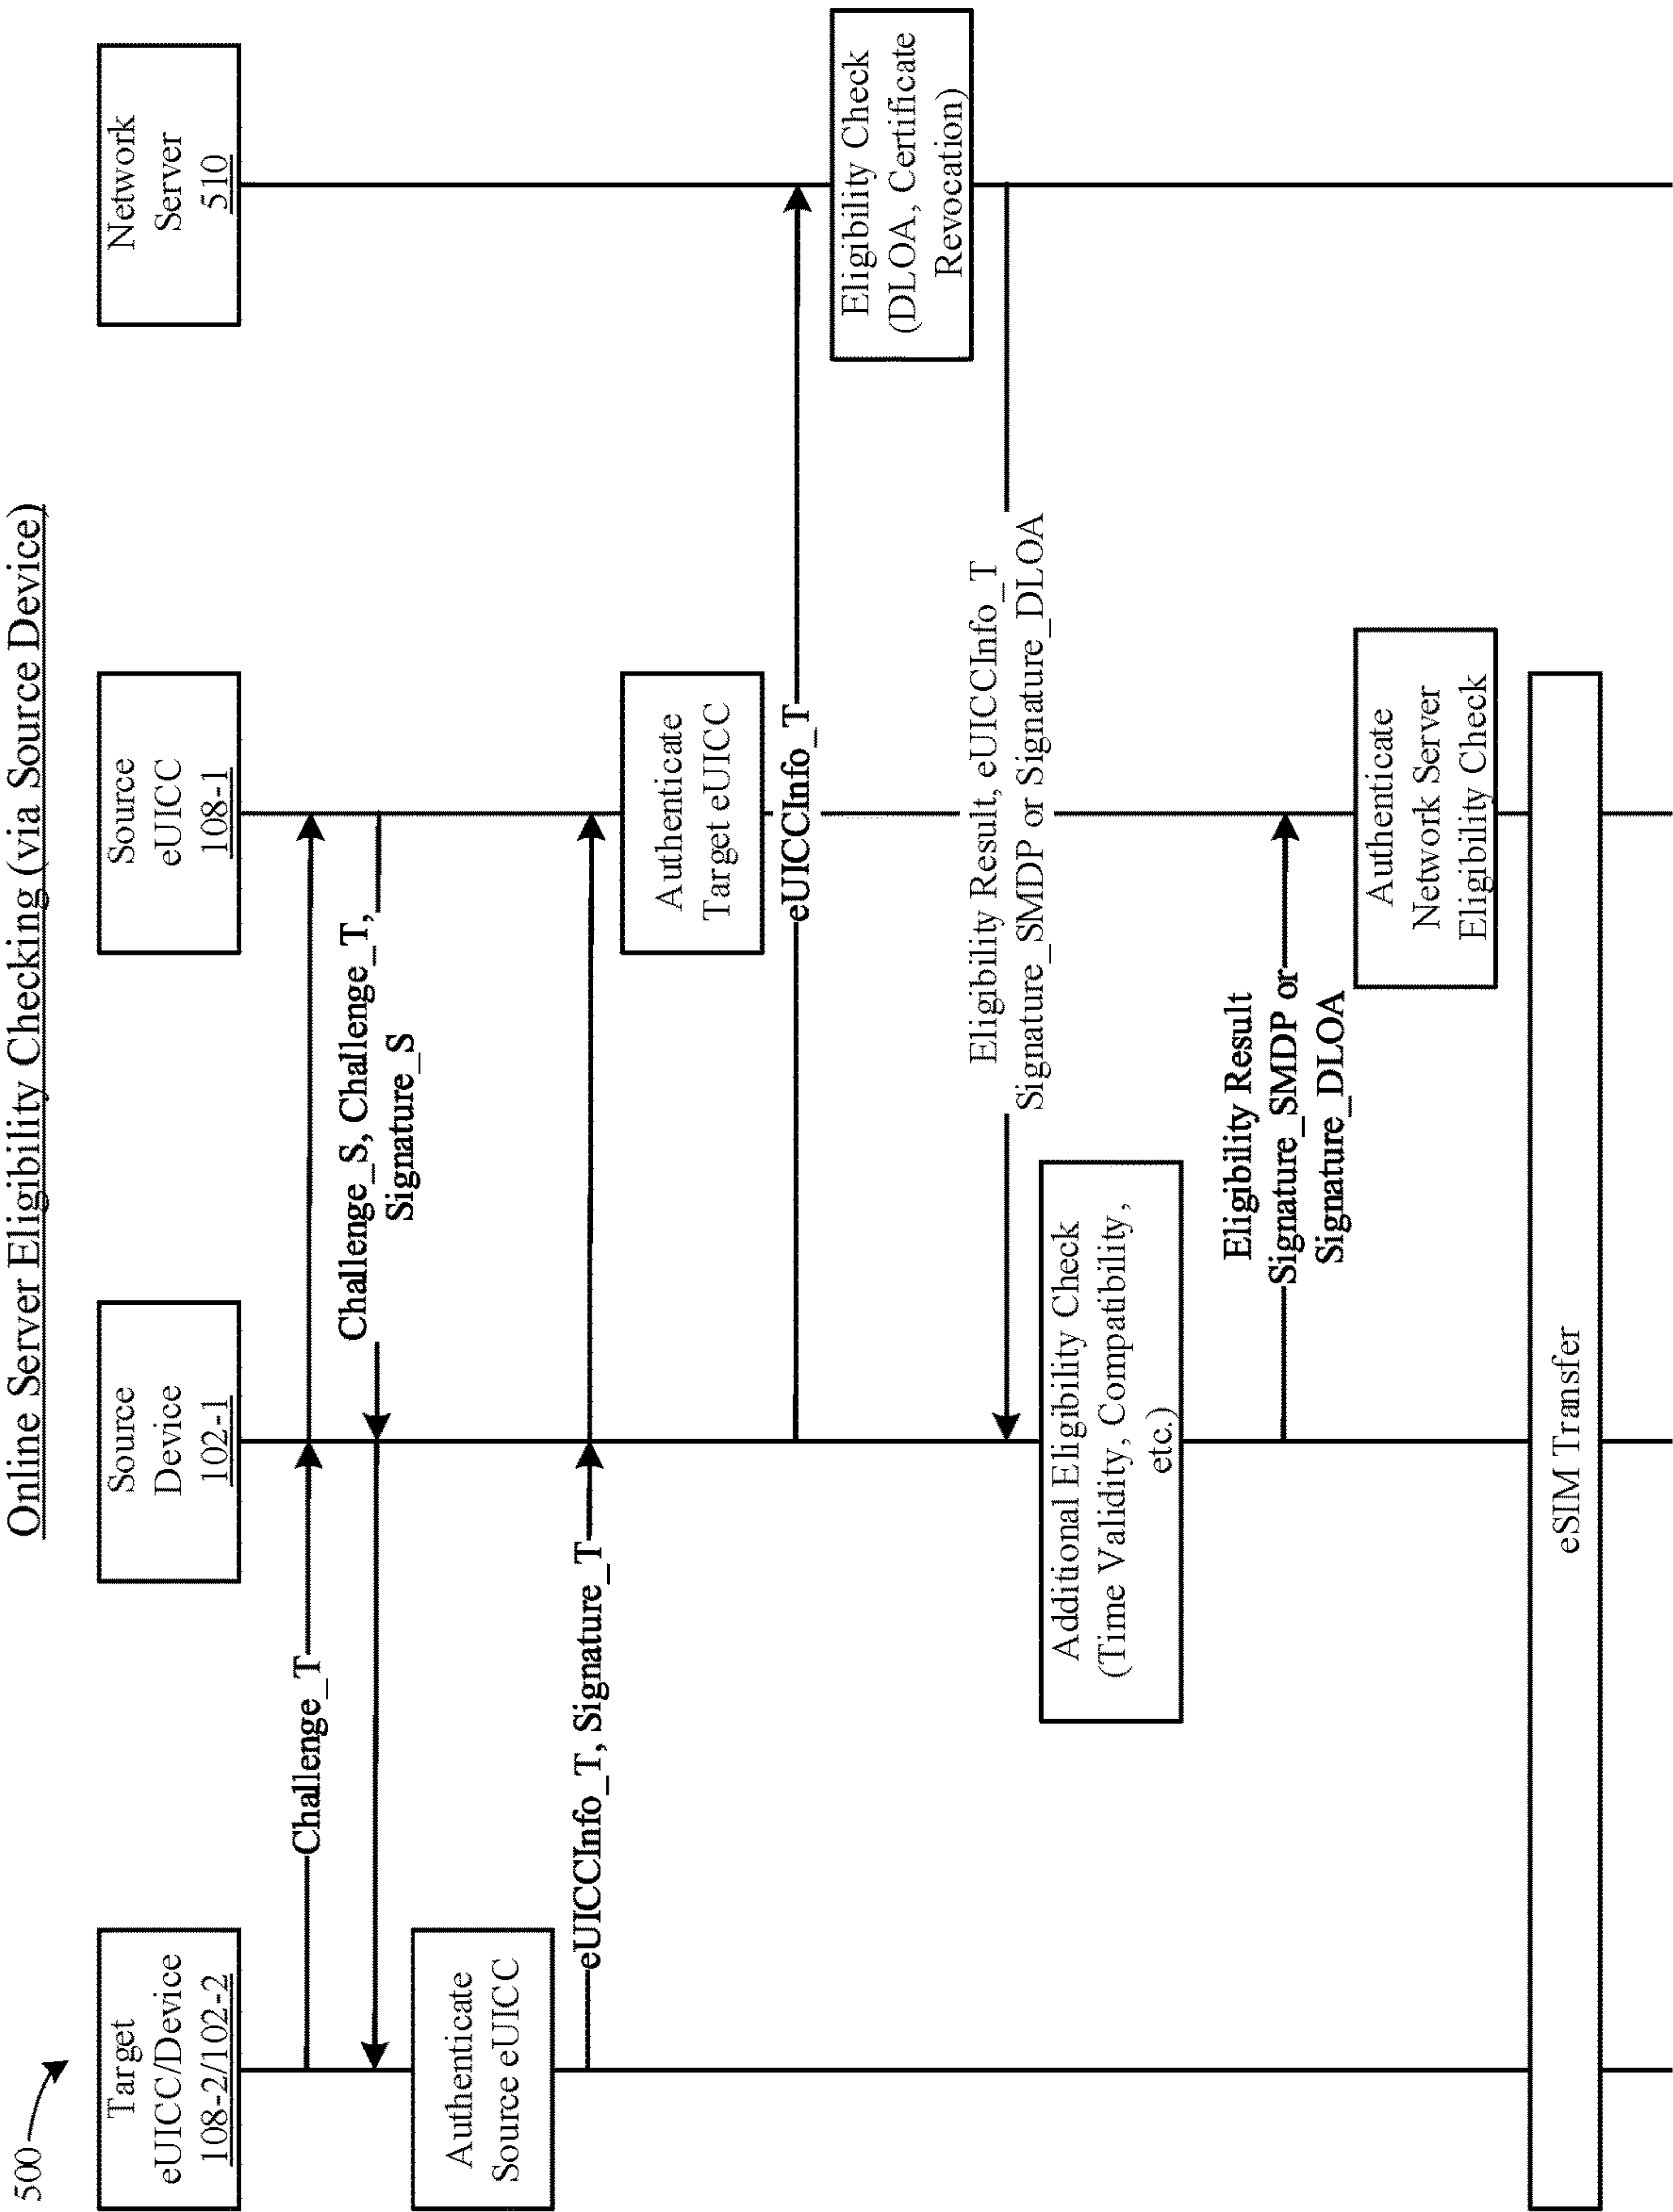 Online Server Eligibility Checking (via Source Device)
500
Target
eUICC/Device
108-2/102-2
Source
Device
102-1
Source
eUICC
108-1
Network
Server
510
Challenge_T
Challenge_S, Challenge_T,
Signature_S
Authenticate
Source eUICC
eUICCInfo_T, Signature_T
Authenticate
Target eUICC
eUICCInfo_T
Eligibility Check
(DLOA, Certificate
Revocation)
Eligibility Result, eUICCInfo_T
Signature_SMDP or Signature_DLOA
Additional Eligibility Check
(Time Validity, Compatibility,
etc.)
Eligibility Result
Signature_SMDP or
Signature_DLOA
Authenticate
Network Server
Eligibility Check
eSIM Transfer